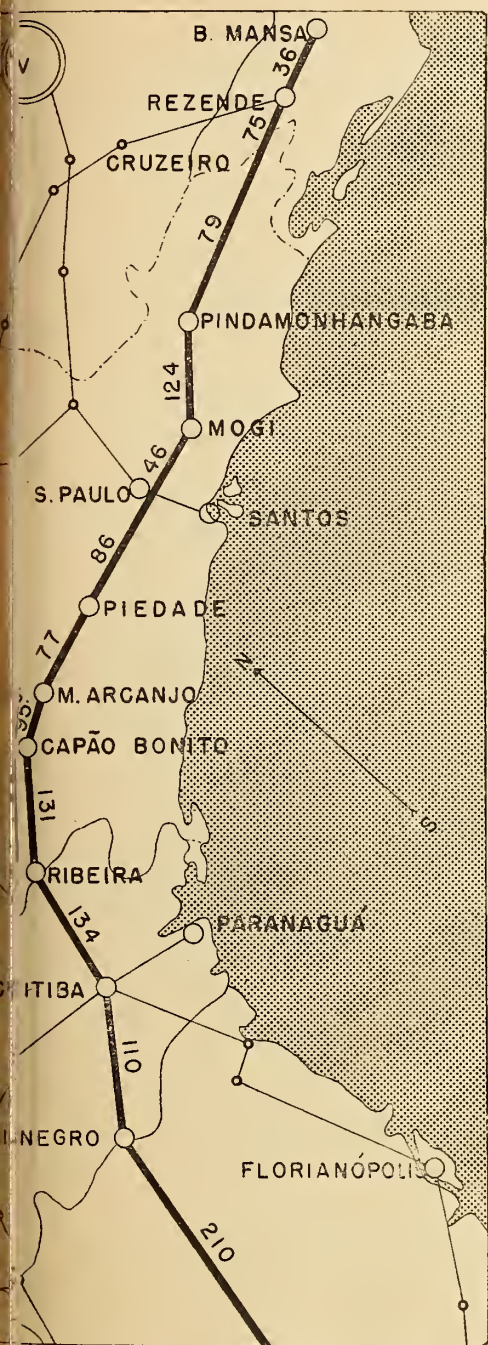 B. MANSA
V
36
REZENDE
75
CRUZEIRO
79
PINDAMONHANGABA
124
MOGI
46
S. PAULO
SANTOS
86
PIEDADE
N
77
M. ARCANJO
95
CAPÃO BONITO
131
S
RIBEIRA
PARANAGUÁ
134
ITIBA
110
NEGRO
FLORIANÓPOLIS
210